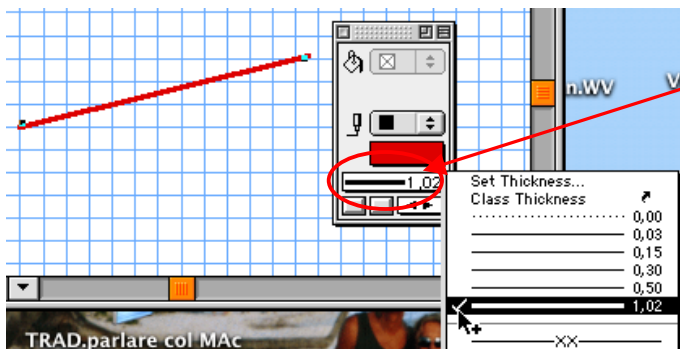 n.WV
V
1,02
Set Thickness...
Class Thickness
0,00
0,03
0,15
0,30
0,50
1,02
XX
TRAD.parlare col MAc